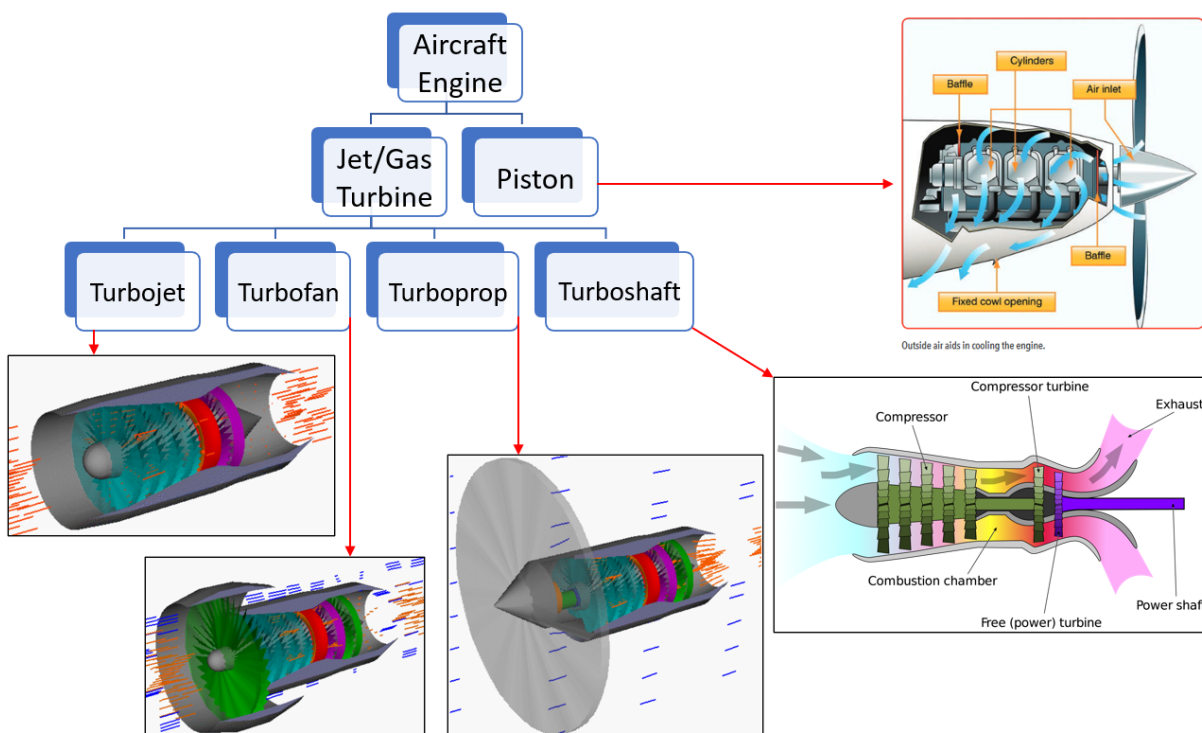 Aircraft
Engine
Jet/Gas
Turbine
Piston
Turbojet
Turbofan
Turboprop
Turboshaft
Cylinders
Baffle
Air inlet
Baffle
Fixed cowl opening
Outside air aids in cooling the engine.
Compressor turbine
Compressor
Exhaust
Combustion chamber
Power shaft
Free (power) turbine